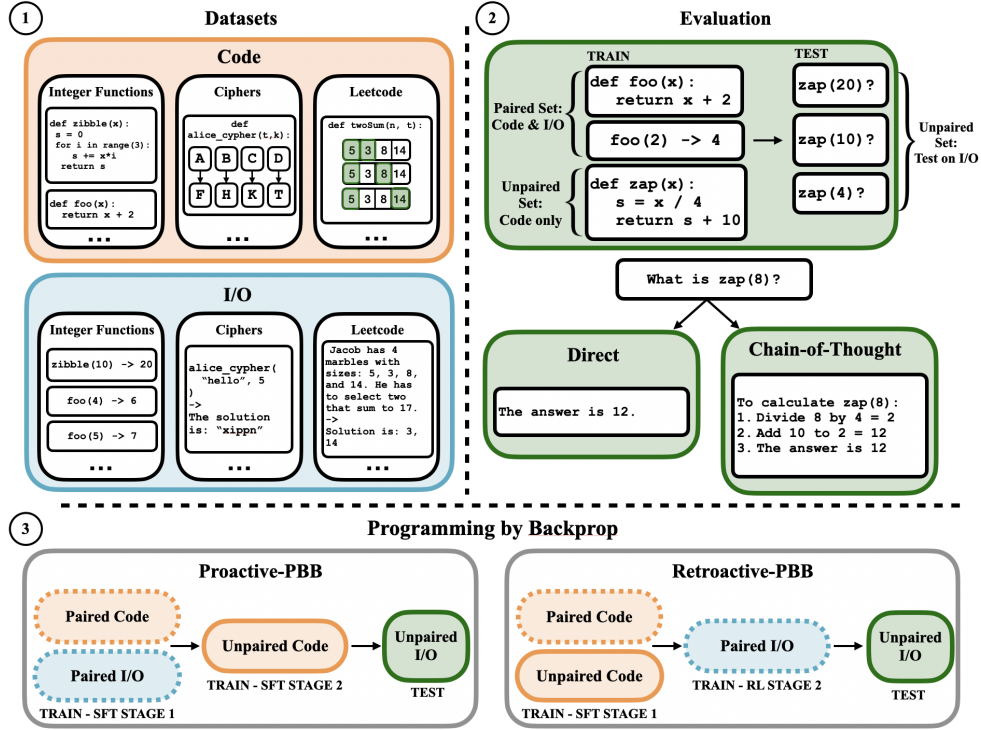 1
Datasets
Code
Integer Functions
def zibble(x):
s = 0
for i in range(3):
s += x*i
return s
def foo(x):
return x + 2
...
Ciphers
def
alice_cypher(t,k):
A B C D
F H K T
...
Leetcode
def twoSum(n, t):
5 3 8 14
5 3 8 14
5 3 8 14
...
I/O
Integer Functions
zibble(10) -> 20
foo(4) -> 6
foo(5) -> 7
...
Ciphers
alice_cypher(
"hello", 5
)
->
The solution
is: "xippn"
...
Leetcode
Jacob has 4
marbles with
sizes: 5, 3, 8,
and 14. He has
to select two
that sum to 17.
->
Solution is: 3,
14
...
2
Evaluation
TRAIN
TEST
Paired Set:
Code & I/O
def foo(x):
return x + 2
foo(2) -> 4
Unpaired
Set:
Code only
def zap(x):
s = x / 4
return s + 10
zap(20)?
zap(10)?
zap(4)?
Unpaired
Set:
Test on I/O
What is zap(8)?
Direct
The answer is 12.
Chain-of-Thought
To calculate zap(8):
1. Divide 8 by 4 = 2
2. Add 10 to 2 = 12
3. The answer is 12
3
Programming by Backprop
Proactive-PBB
Paired Code
Paired I/O
TRAIN - SFT STAGE 1
Unpaired Code
TRAIN - SFT STAGE 2
Unpaired
I/O
TEST
Retroactive-PBB
Paired Code
Unpaired Code
TRAIN - SFT STAGE 1
Paired I/O
TRAIN - RL STAGE 2
Unpaired
I/O
TEST